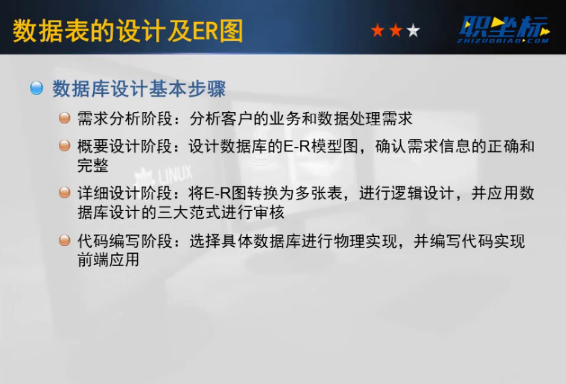 数据表的设计及ER图
职坐标
ZHIZUOBIAO.COM
数据库设计基本步骤
需求分析阶段：分析客户的业务和数据处理需求
概要设计阶段：设计数据库的E-R模型图，确认需求信息的正确和
完整
LINUX
详细设计阶段：将E-R图转换为多张表，进行逻辑设计，并应用数
据库设计的三大范式进行审核
代码编写阶段：选择具体数据库进行物理实现，并编写代码实现
前端应用